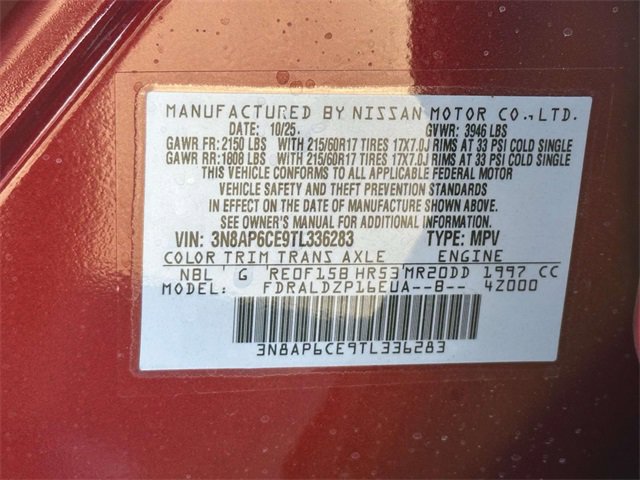 MANUFACTURED BY NISSAN MOTOR CO.,LTD.
DATE: 10/25. GVWR: 3946 LBS
GAWR FR: 2150 LBS WITH 215/60R17 TIRES 17X7.0J RIMS AT 33 PSI COLD SINGLE
GAWR RR: 1808 LBS WITH 215/60R17 TIRES 17X7.0J RIMS AT 33 PSI COLD SINGLE
THIS VEHICLE CONFORMS TO ALL APPLICABLE FEDERAL MOTOR
VEHICLE SAFETY AND THEFT PREVENTION STANDARDS
IN EFFECT ON THE DATE OF MANUFACTURE SHOWN ABOVE.
SEE OWNER'S MANUAL FOR ADDITIONAL INFORMATION.
VIN: 3N8AP6CE9TL336283 TYPE: MPV
COLOR TRIM TRANS AXLE ENGINE
NBL G RE0F15B HR53 MR20DD 1997 CC
MODEL: FDRALDZP16EUA--B-- 4Z000
3N8AP6CE9TL336283